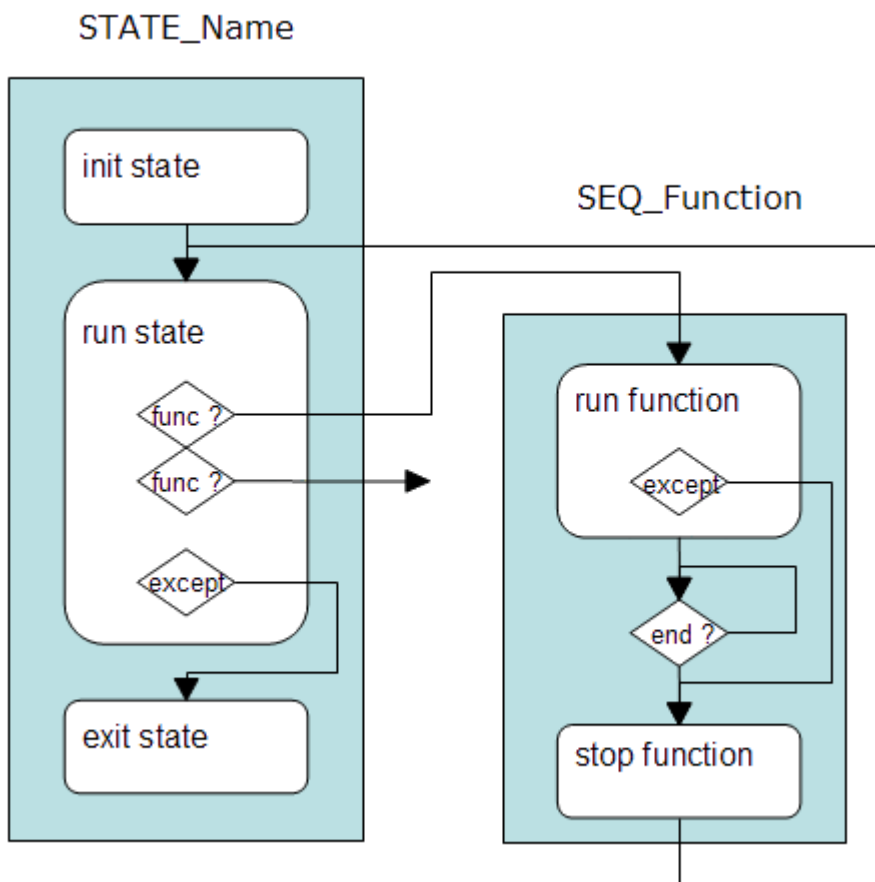 STATE_Name
init state
run state
func ?
func ?
except
exit state
SEQ_Function
run function
except
end ?
stop function